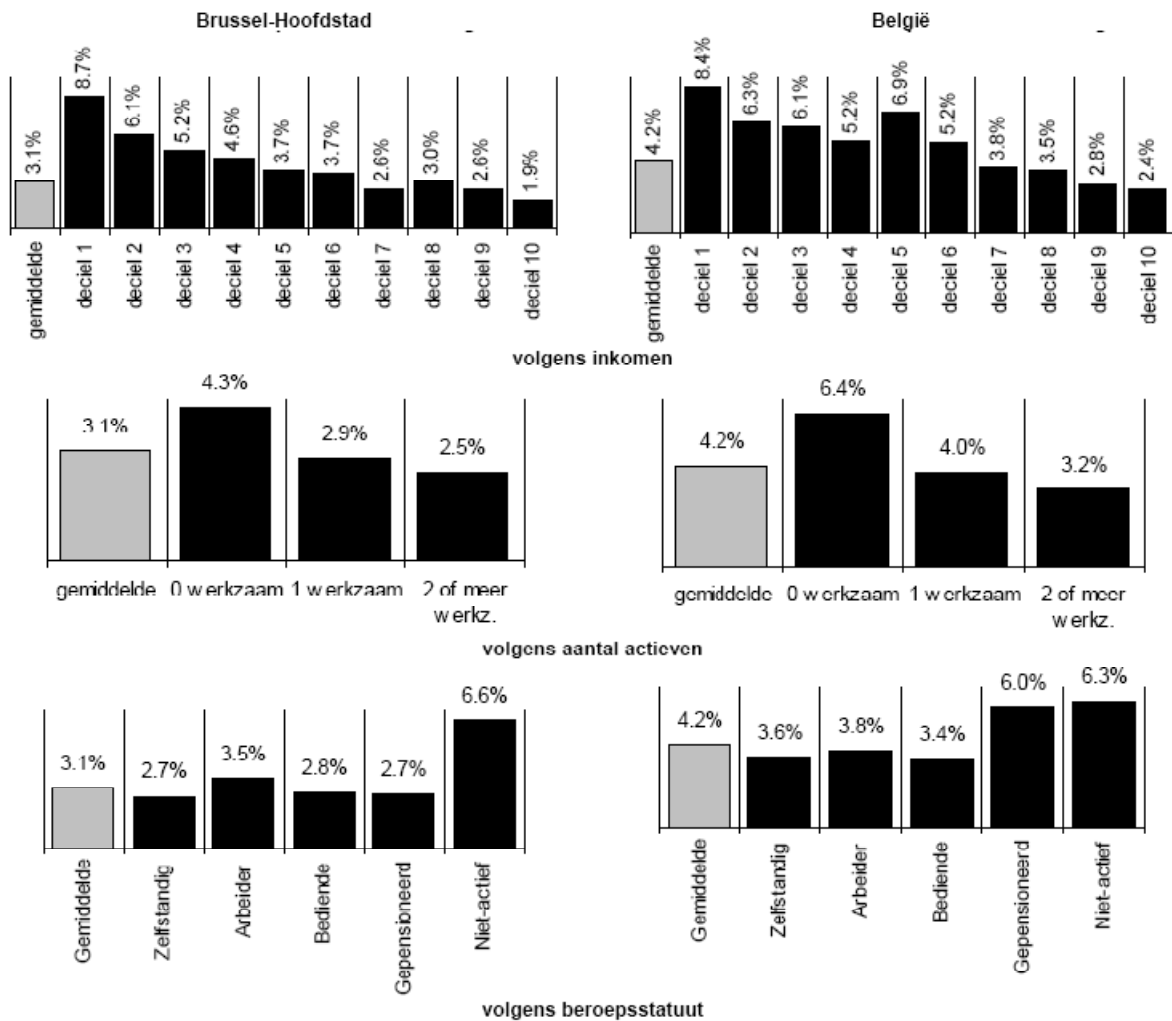 Brussel-Hoofdstad
België
3.1% 8.7% 6.1% 5.2% 4.6% 3.7% 3.7% 2.6% 3.0% 2.6% 1.9%
gemiddelde deciel 1 deciel 2 deciel 3 deciel 4 deciel 5 deciel 6 deciel 7 deciel 8 deciel 9 deciel 10
4.2% 8.4% 6.3% 6.1% 5.2% 6.9% 5.2% 3.8% 3.5% 2.8% 2.4%
gemiddelde deciel 1 deciel 2 deciel 3 deciel 4 deciel 5 deciel 6 deciel 7 deciel 8 deciel 9 deciel 10
volgens inkomen
3.1% 4.3% 2.9% 2.5%
gemiddelde 0 werkzaam 1 werkzaam 2 of meer
werkz.
4.2% 6.4% 4.0% 3.2%
gemiddelde 0 werkzaam 1 werkzaam 2 of meer
werkz.
volgens aantal actieven
3.1% 2.7% 3.5% 2.8% 2.7% 6.6%
Gemiddelde Zelfstandig Arbeider Bediende Gepensioneerd Niet-actief
4.2% 3.6% 3.8% 3.4% 6.0% 6.3%
Gemiddelde Zelfstandig Arbeider Bediende Gepensioneerd Niet-actief
volgens beroepsstatuut